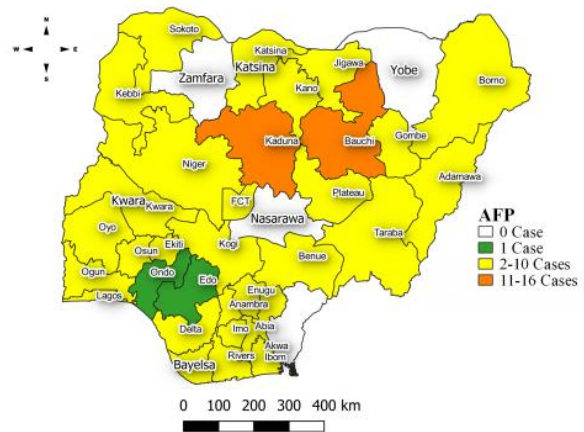 N
W E
S
Sokoto
Katsina
Zamfara
Katsina
Jigawa
Yobe
Kano
Borno
Kebbi
Kaduna
Bauchi
Gombe
Niger
Adamawa
Plateau
FCT
Kwara
Kwara
Nasarawa
Taraba
Oyo
Osun
Ekiti
Kogi
Benue
Ogun
Ondo
Edo
Lagos
Enugu
Anambra
Delta
Imo
Abia
Akwa
Ibom
Rivers
Bayelsa
AFP
0 Case
1 Case
2-10 Cases
11-16 Cases
0 100 200 300 400 km